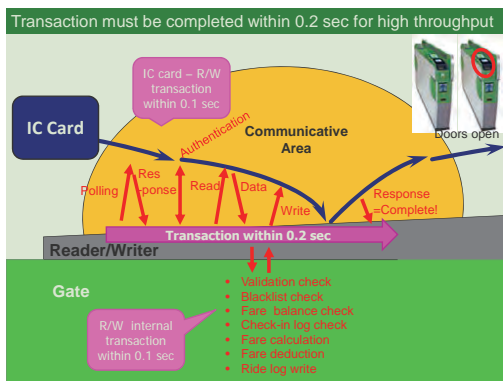 Transaction must be completed within 0.2 sec for high throughput
IC card – R/W
transaction
within 0.1 sec
IC Card
Communicative
Area
Doors open
Authentication
Polling
Res
-ponse
Read
Data
Write
Response
=Complete!
Transaction within 0.2 sec
Reader/Writer
Gate
• Validation check
• Blacklist check
• Fare balance check
• Check-in log check
• Fare calculation
• Fare deduction
• Ride log write
R/W internal
transaction
within 0.1 sec